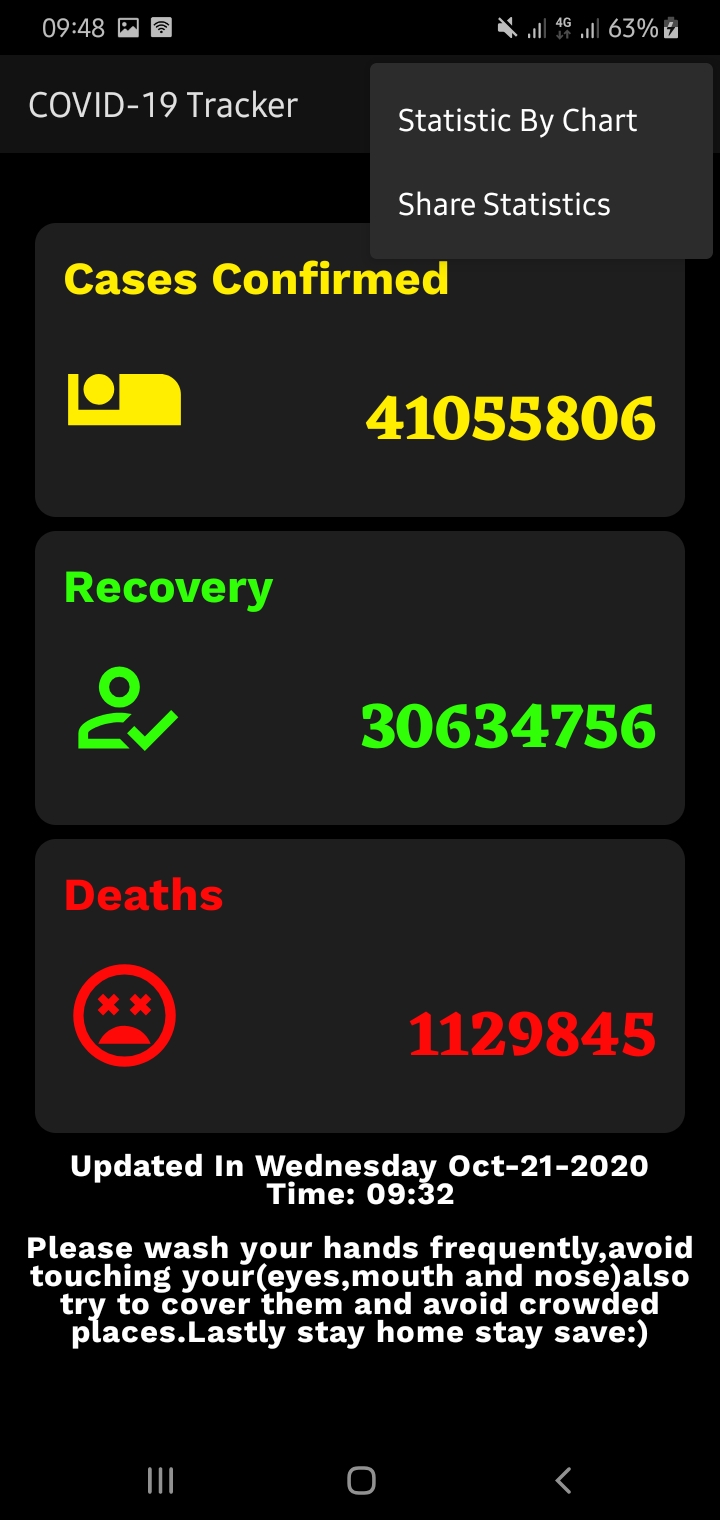 09:48
4G
63%
COVID-19 Tracker
Statistic By Chart
Share Statistics
Cases Confirmed
41055806
Recovery
30634756
Deaths
1129845
Updated In Wednesday Oct-21-2020
Time: 09:32
Please wash your hands frequently,avoid
touching your(eyes,mouth and nose)also
try to cover them and avoid crowded
places.Lastly stay home stay save:)